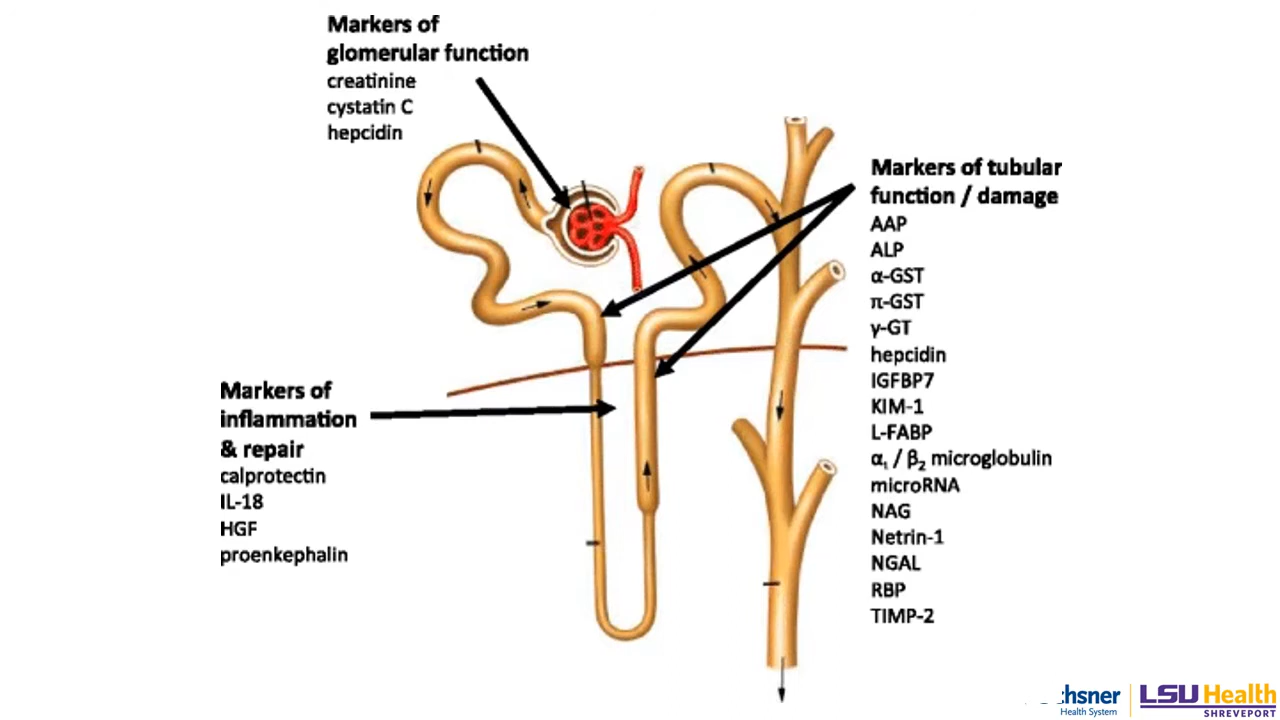 Markers of
glomerular function
creatinine
cystatin C
hepcidin
Markers of tubular
function / damage
AAP
ALP
α-GST
π-GST
γ-GT
hepcidin
IGFBP7
KIM-1
L-FABP
α₁ / β₂ microglobulin
microRNA
NAG
Netrin-1
NGAL
RBP
TIMP-2
Markers of
inflammation
& repair
calprotectin
IL-18
HGF
proenkephalin
Health System
LSU Health
SHREVEPORT